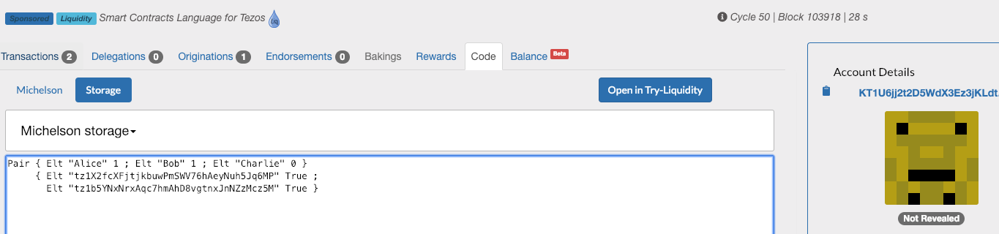 Sponsored Liquidity Smart Contracts Language for Tezos liq
Cycle 50 | Block 103918 | 28 s
Transactions 2 Delegations 0 Originations 1 Endorsements 0 Bakings Rewards Code Balance Beta
Account Details
Michelson Storage Open in Try-Liquidity
KT1U6jj2t2D5WdX3Ez3jKLdt.
Michelson storage
Pair { Elt "Alice" 1 ; Elt "Bob" 1 ; Elt "Charlie" 0 }
{ Elt "tz1X2fcXFjtjkbuwPmSWV76hAeyNuh5Jq6MP" True ;
Elt "tz1b5YNxNrxAqc7hmAhD8vgtnxJnNZzMcz5M" True }
Not Revealed